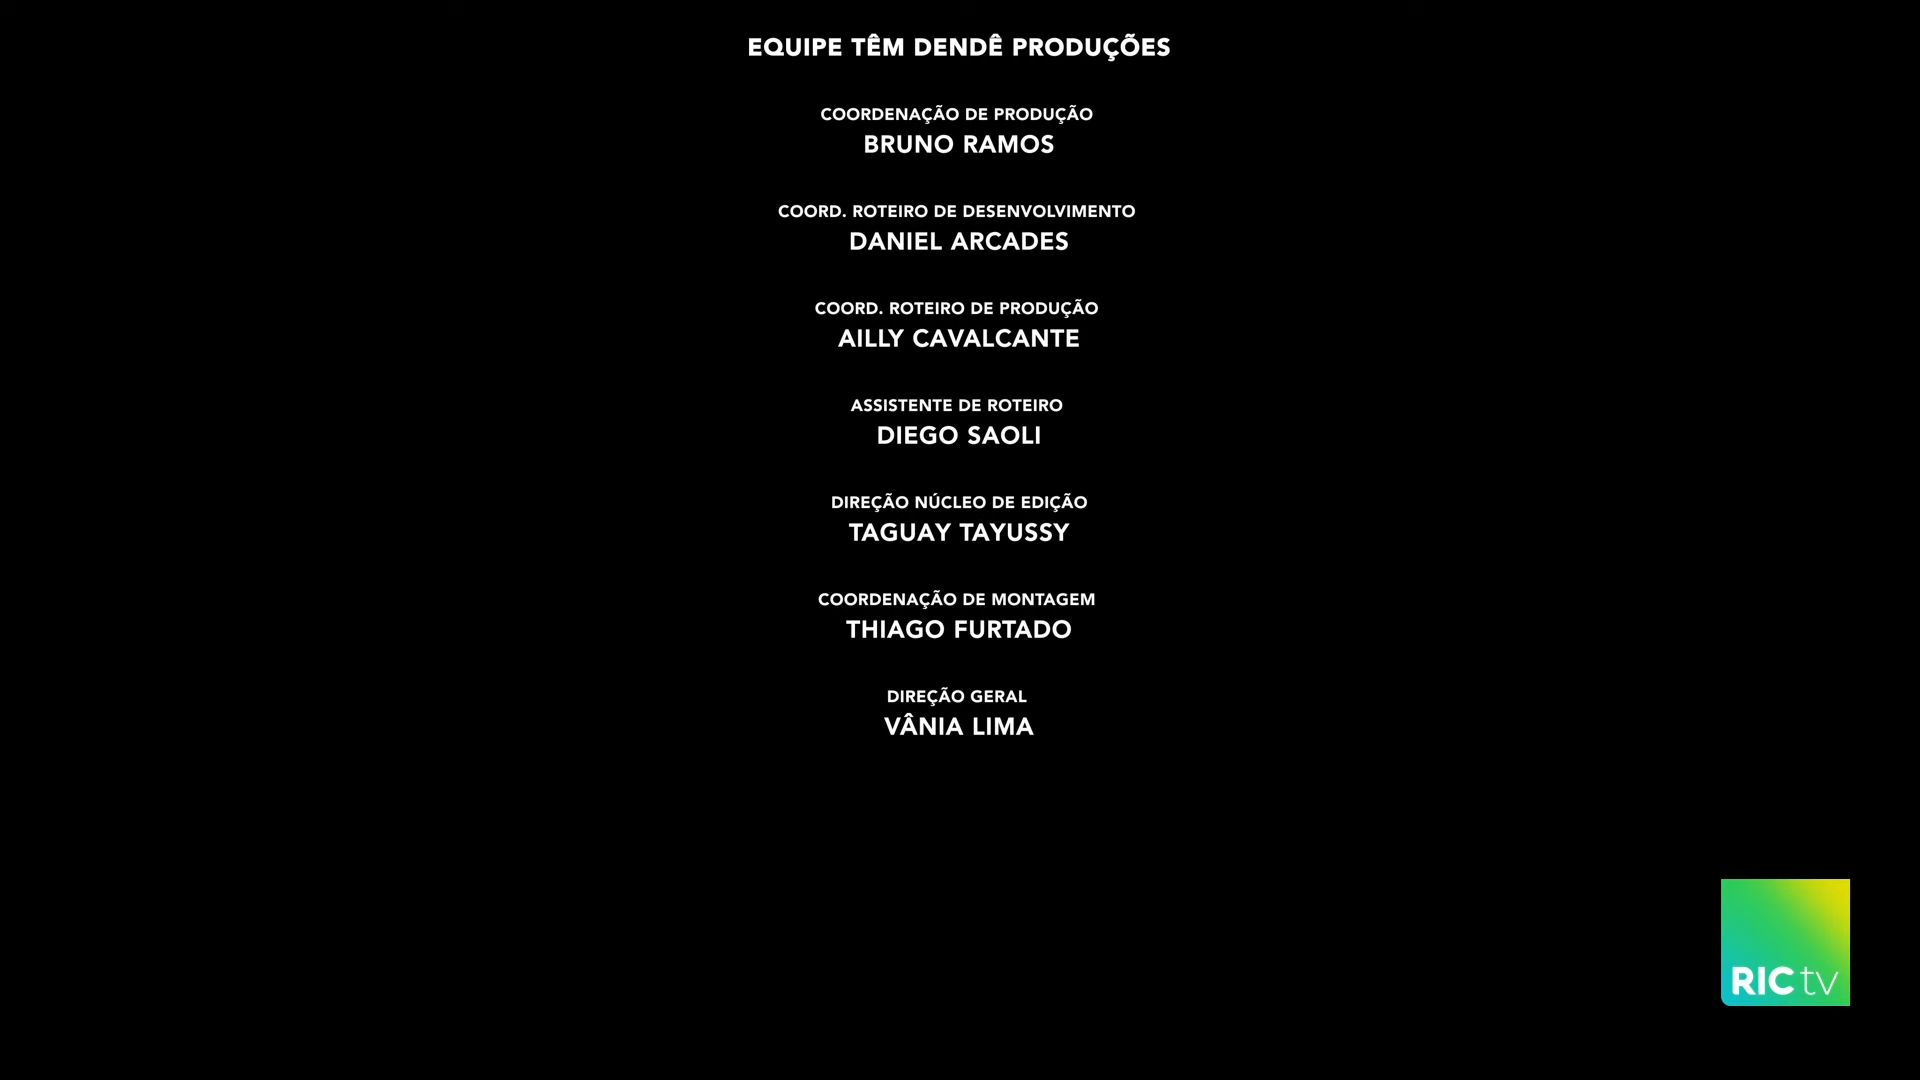 EQUIPE TÊM DENDÊ PRODUÇÕES
COORDENAÇÃO DE PRODUÇÃO
BRUNO RAMOS
COORD. ROTEIRO DE DESENVOLVIMENTO
DANIEL ARCADES
COORD. ROTEIRO DE PRODUÇÃO
AILLY CAVALCANTE
ASSISTENTE DE ROTEIRO
DIEGO SAOLI
DIREÇÃO NÚCLEO DE EDIÇÃO
TAGUAY TAYUSSY
COORDENAÇÃO DE MONTAGEM
THIAGO FURTADO
DIREÇÃO GERAL
VÂNIA LIMA
RIC tv